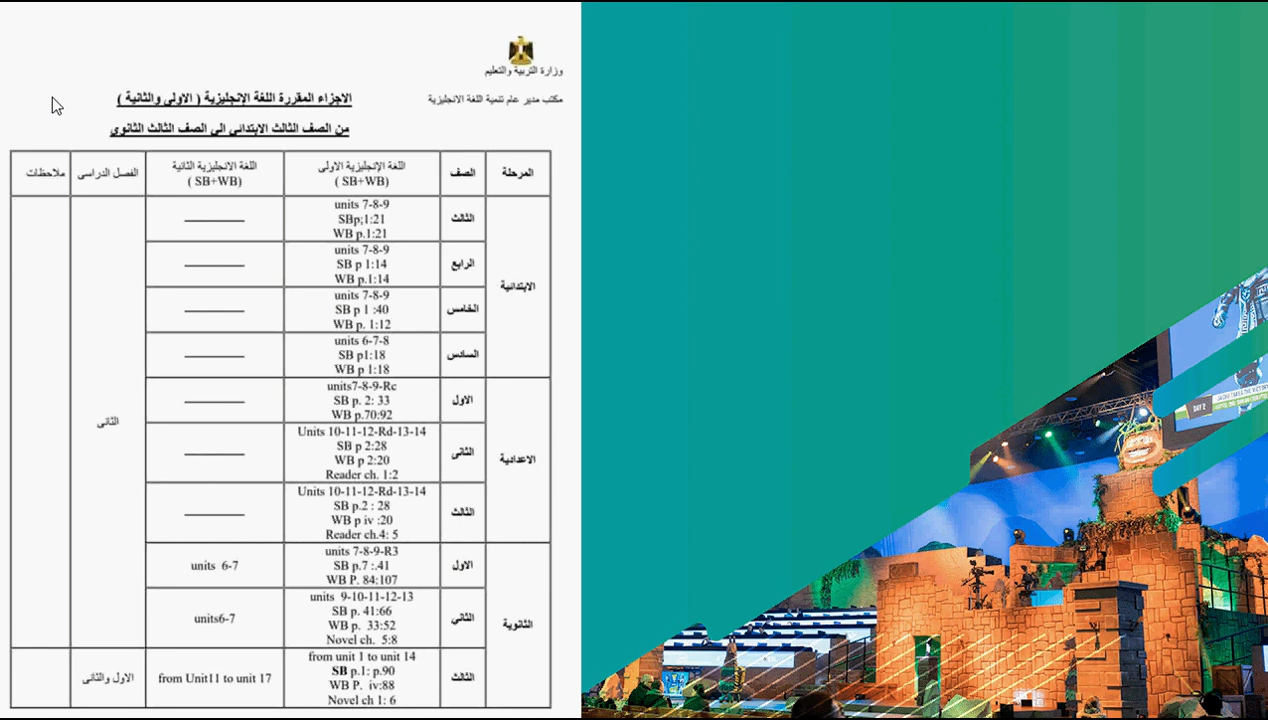 وزارة التربية والتعليم
مكتب مدير عام تنمية اللغة الانجليزية
الاجزاء المقررة اللغة الإنجليزية ( الاولى والثانية )
من الصف الثالث الابتدائى الى الصف الثالث الثانوي
المرحلة
الصف
اللغة الإنجليزية الاولى
( SB+WB)
اللغة الانجليزية الثانية
( SB+WB)
الفصل الدراسى
ملاحظات
الابتدائية
الثالث
units 7-8-9
SBp;1:21
WB p.1:21
الثانى
الرابع
units 7-8-9
SB p 1:14
WB p.1:14
الخامس
units 7-8-9
SB p 1 :40
WB p. 1:12
السادس
units 6-7-8
SB p1:18
WB p 1:18
الاعدادية
الاول
units7-8-9-Rc
SB p. 2: 33
WB p.70:92
الثانى
Units 10-11-12-Rd-13-14
SB p 2:28
WB p 2:20
Reader ch. 1:2
الثالث
Units 10-11-12-Rd-13-14
SB p.2 : 28
WB p iv :20
Reader ch.4: 5
الثانوية
الاول
units 7-8-9-R3
SB p.7 :.41
WB P. 84:107
units 6-7
الثاني
units 9-10-11-12-13
SB p. 41:66
WB p. 33:52
Novel ch. 5:8
units6-7
الثالث
from unit 1 to unit 14
SB p.1: p.90
WB P. iv:88
Novel ch 1: 6
from Unit11 to unit 17
الاول والثانى
DAY 2